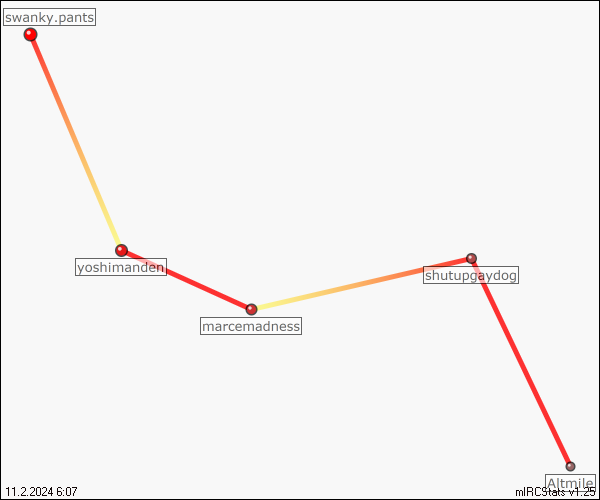 swanky.pants
yoshimanden
shutupgaydog
marcemadness
Altmile
11.2.2024 6:07
mIRCStats v1.25